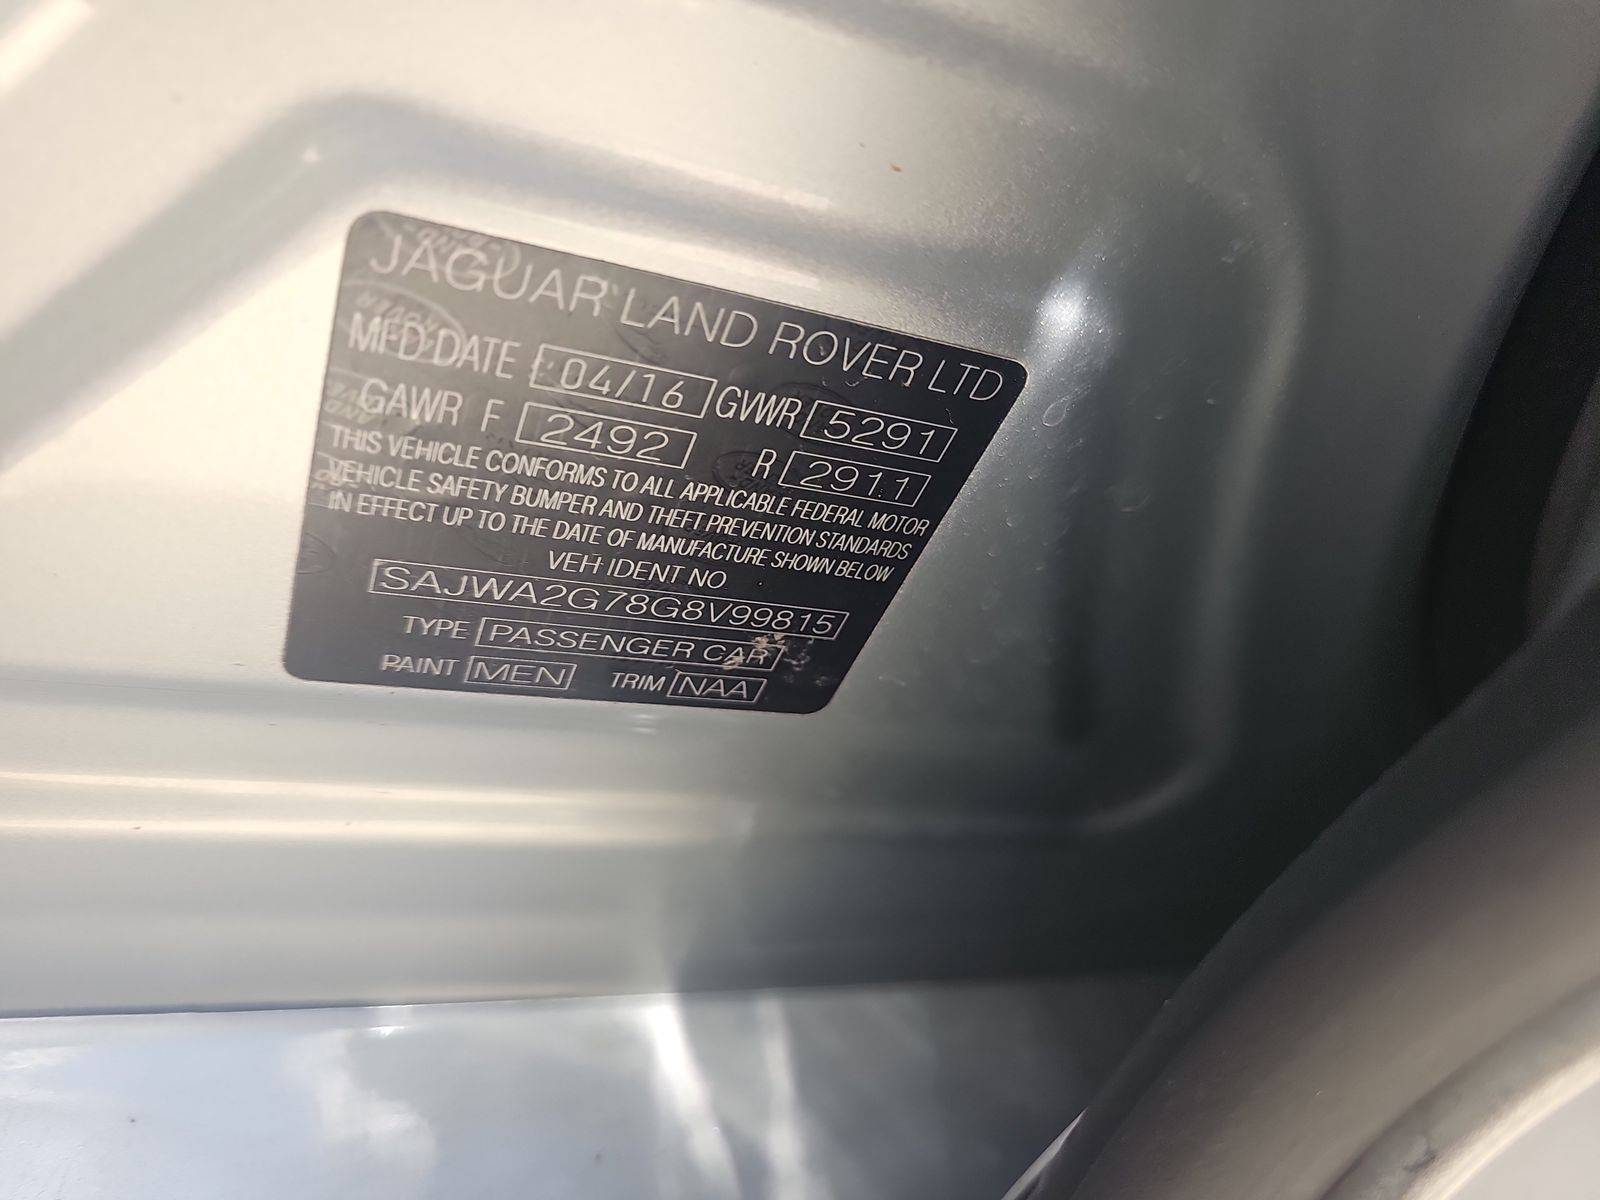 JAGUAR LAND ROVER LTD
MFD DATE 04/16 GVWR 5291
GAWR F 2492 R 2911
THIS VEHICLE CONFORMS TO ALL APPLICABLE FEDERAL MOTOR
VEHICLE SAFETY BUMPER AND THEFT PREVENTION STANDARDS
IN EFFECT UP TO THE DATE OF MANUFACTURE SHOWN BELOW
VEH IDENT NO
SAJWA2G78G8V99815
TYPE PASSENGER CAR
PAINT MEN TRIM NAA